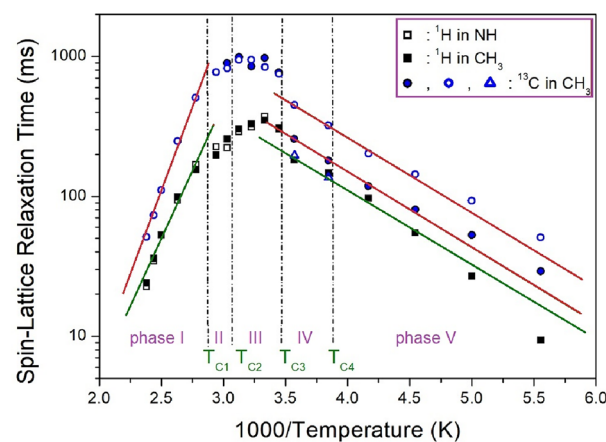 Spin-Lattice Relaxation Time (ms)
1000
100
10
: ¹H in NH
: ¹H in CH₃
, , : ¹³C in CH₃
phase I II III IV phase V
T_C1 T_C2 T_C3 T_C4
2.0 2.5 3.0 3.5 4.0 4.5 5.0 5.5 6.0
1000/Temperature (K)